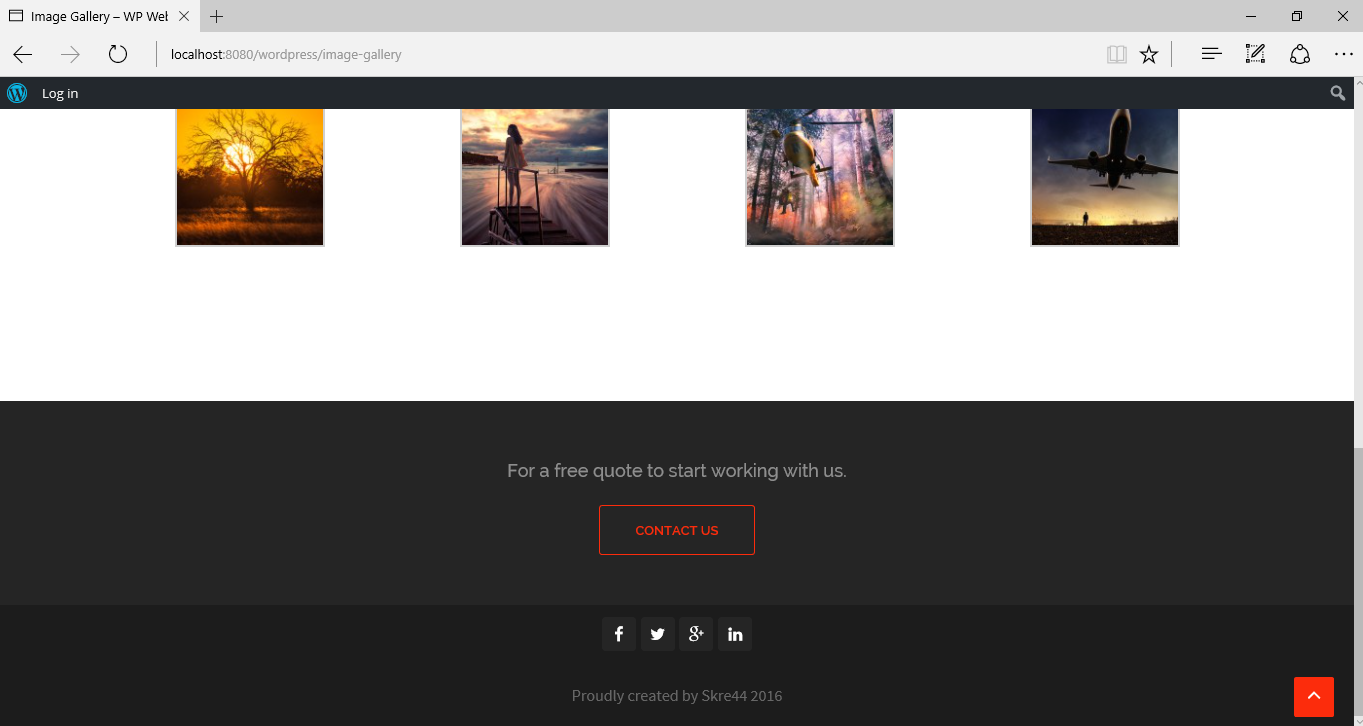 Image Gallery – WP Web
localhost:8080/wordpress/image-gallery
Log in
For a free quote to start working with us.
CONTACT US
Proudly created by Skre44 2016